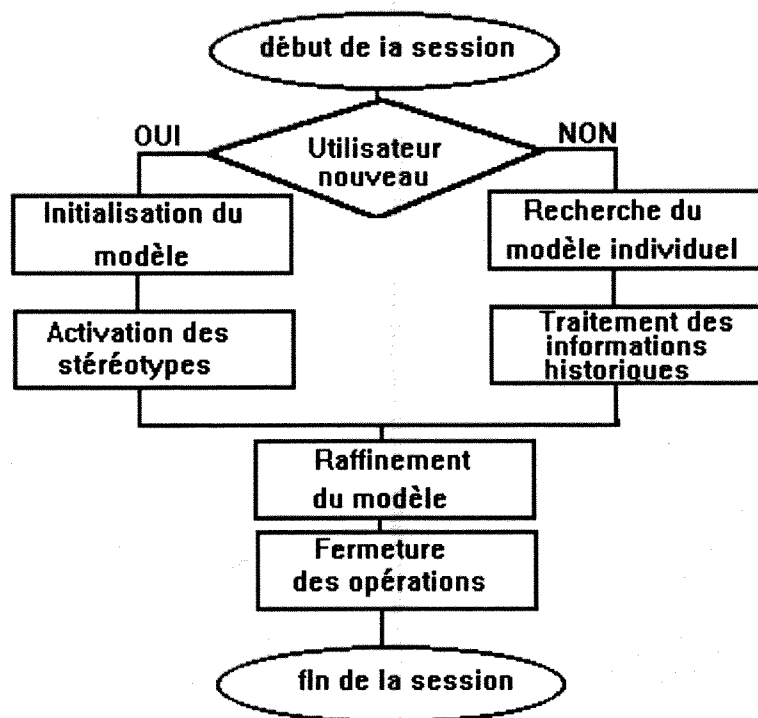 début de ia session
OUI
NON
Utilisateur
nouveau
Initialisation du
modèle
Recherche du
modèle individuel
Activation des
stéréotypes
Traitement des
informations
historiques
Raffinement
du modèle
Fermeture
des opérations
fin de la session